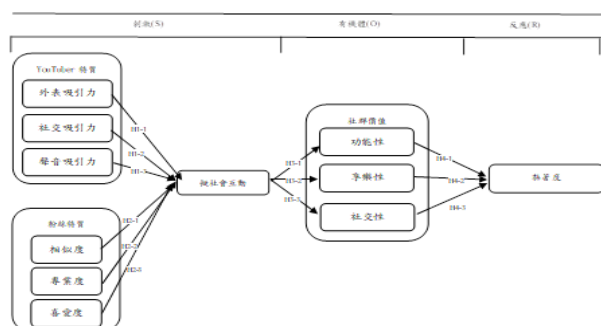 刺激(S)
有機體(O)
反應(R)
YouTuber 特質
外表吸引力
社交吸引力
聲音吸引力
H1-1
H1-2
H1-3
擬社會互動
粉絲特質
相似度
專業度
喜愛度
H2-1
H2-2
H3-1
H3-2
H3-3
社群價值
功能性
享樂性
社交性
H4-1
H4-2
H4-3
黏著度